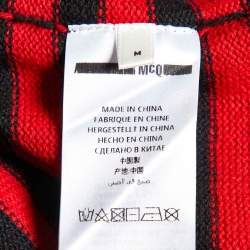 M
McQ
MADE IN CHINA
FABRIQUE EN CHINE
HERGESTELLT IN CHINA
HECHO EN CHINA
СДЕЛАНО В КИТАЕ
中国製
产地: 中国
صنع في الصين